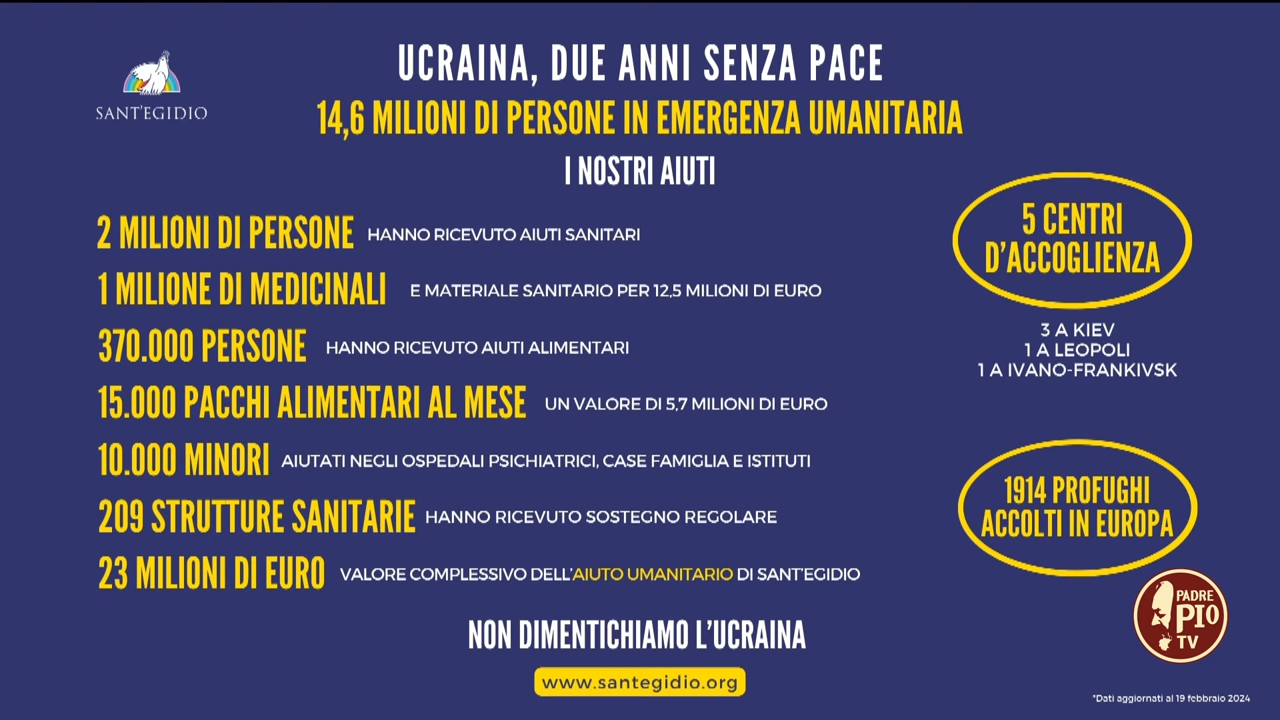 SANT'EGIDIO
UCRAINA, DUE ANNI SENZA PACE
14,6 MILIONI DI PERSONE IN EMERGENZA UMANITARIA
I NOSTRI AIUTI
2 MILIONI DI PERSONE HANNO RICEVUTO AIUTI SANITARI
1 MILIONE DI MEDICINALI E MATERIALE SANITARIO PER 12,5 MILIONI DI EURO
370.000 PERSONE HANNO RICEVUTO AIUTI ALIMENTARI
15.000 PACCHI ALIMENTARI AL MESE UN VALORE DI 5,7 MILIONI DI EURO
10.000 MINORI AIUTATI NEGLI OSPEDALI PSICHIATRICI, CASE FAMIGLIA E ISTITUTI
209 STRUTTURE SANITARIE HANNO RICEVUTO SOSTEGNO REGOLARE
23 MILIONI DI EURO VALORE COMPLESSIVO DELL'AIUTO UMANITARIO DI SANT'EGIDIO
5 CENTRI
D'ACCOGLIENZA
3 A KIEV
1 A LEOPOLI
1 A IVANO-FRANKIVSK
1914 PROFUGHI
ACCOLTI IN EUROPA
PADRE
PIO
TV
NON DIMENTICHIAMO L'UCRAINA
www.santegidio.org
*Dati aggiornati al 19 febbraio 2024